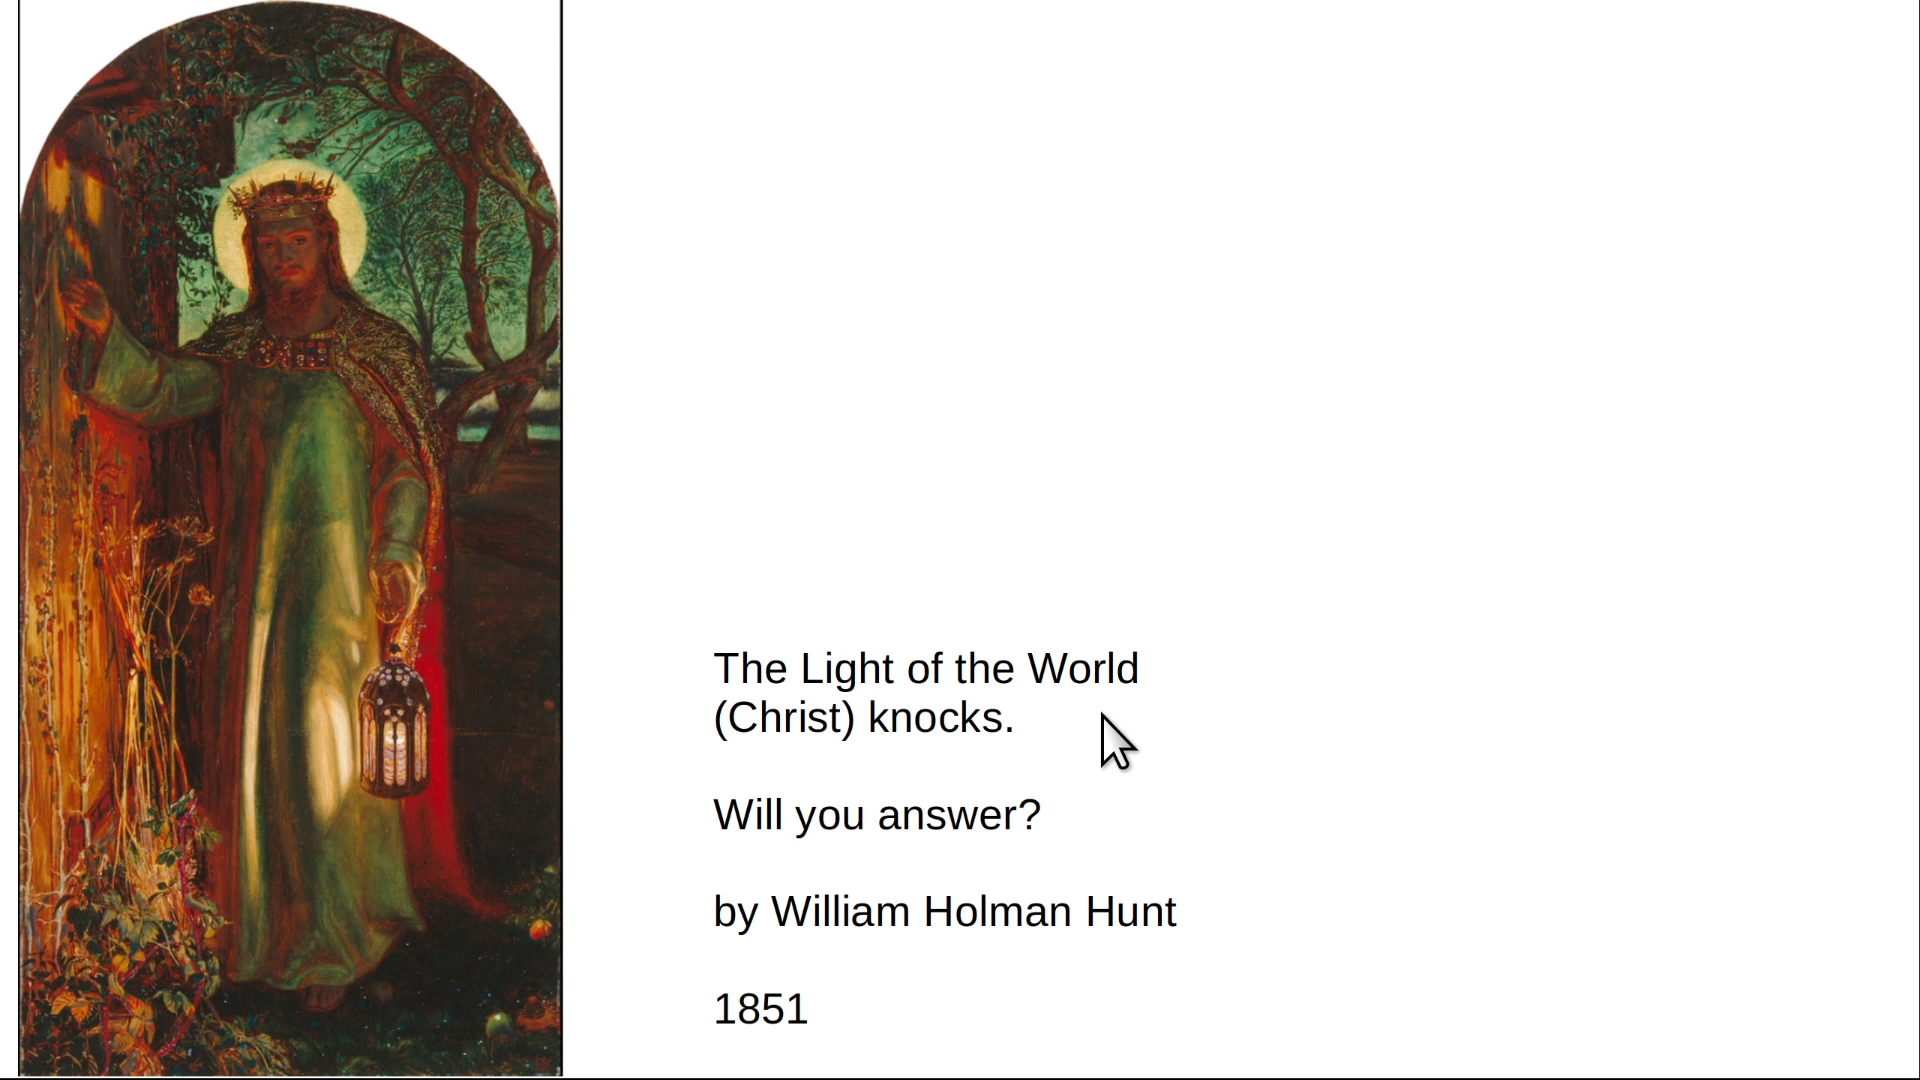 The Light of the World
(Christ) knocks.
Will you answer?
by William Holman Hunt
1851